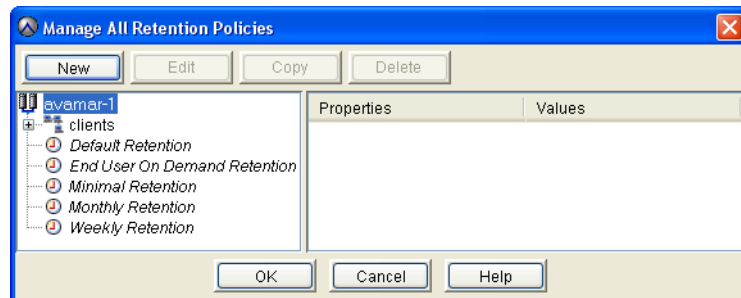 Manage All Retention Policies
New Edit Copy Delete
avamar-1
clients
Default Retention
End User On Demand Retention
Minimal Retention
Monthly Retention
Weekly Retention
Properties Values
OK Cancel Help